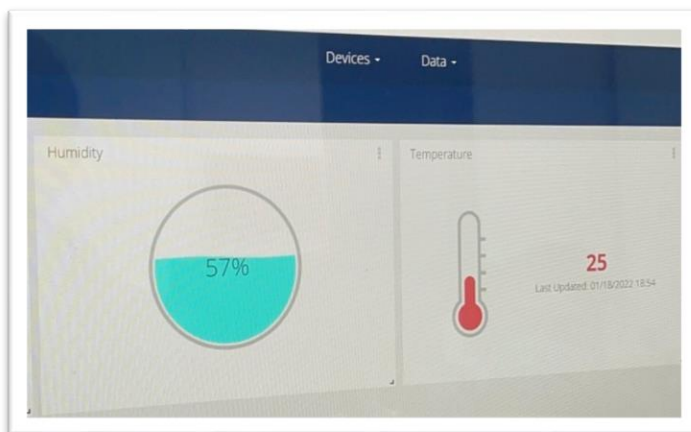 Devices Data
Humidity
57%
Temperature
25
Last Updated: 01/18/2022 18:54